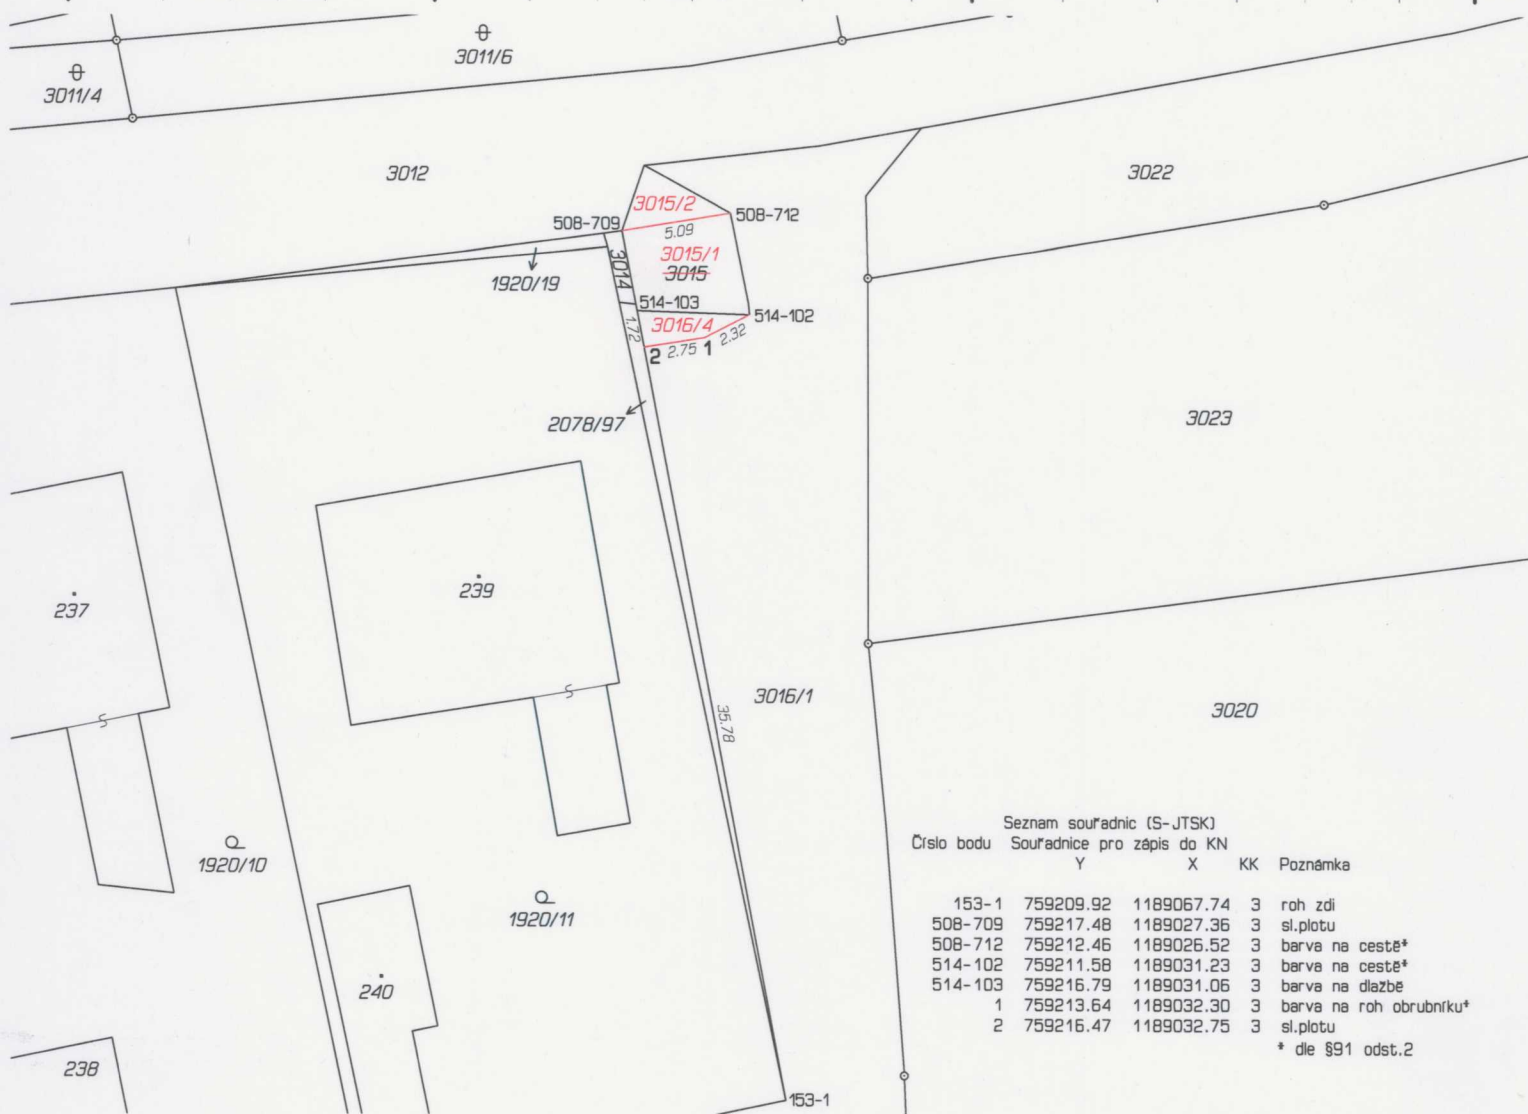 3011/6
3011/4
3012
3022
3015/2
508-709
508-712
5.09
3015/1
3015
3014
1920/19
514-103
514-102
3016/4
1.72
2.32
2 2.75 1
2078/97
3023
239
237
3016/1
35.78
3020
1920/10
1920/11
240
238
153-1
Seznam souřadnic (S-JTSK)
Číslo bodu Souřadnice pro zápis do KN
Y X KK Poznámka
153-1 759209.92 1189067.74 3 roh zdi
508-709 759217.48 1189027.36 3 sl.plotu
508-712 759212.46 1189026.52 3 barva na cestě*
514-102 759211.58 1189031.23 3 barva na cestě*
514-103 759216.79 1189031.06 3 barva na dlažbě
1 759213.64 1189032.30 3 barva na roh obrubníku*
2 759216.47 1189032.75 3 sl.plotu
* dle §91 odst.2